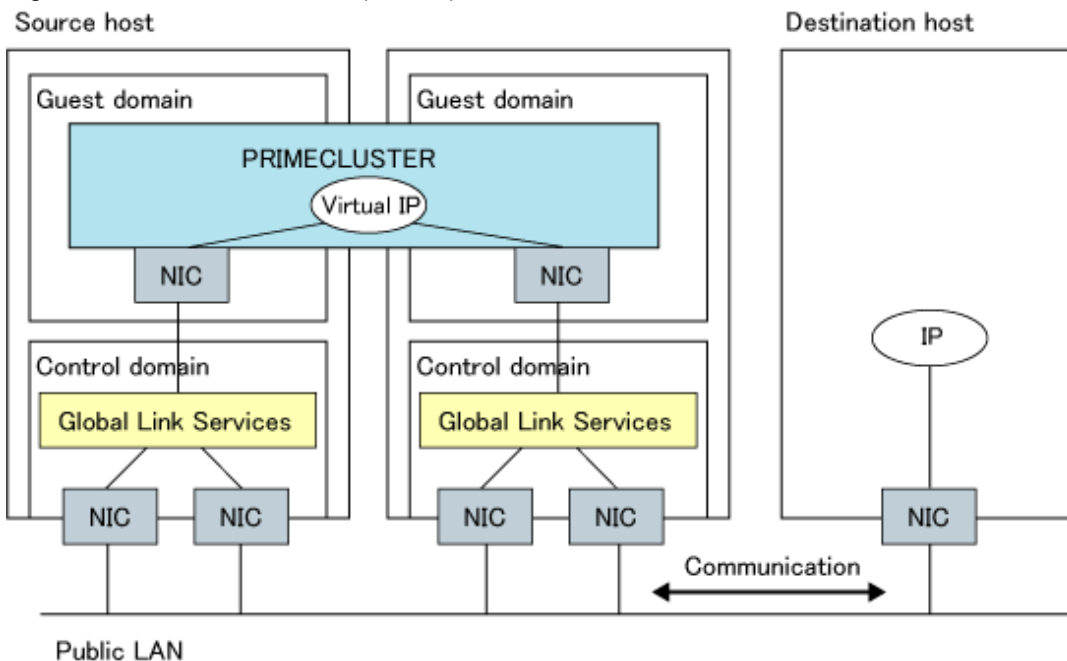 Source host
Destination host
Guest domain
Guest domain
PRIMECLUSTER
Virtual IP
NIC
NIC
IP
Control domain
Control domain
Global Link Services
Global Link Services
NIC
NIC
NIC
NIC
NIC
Communication
Public LAN